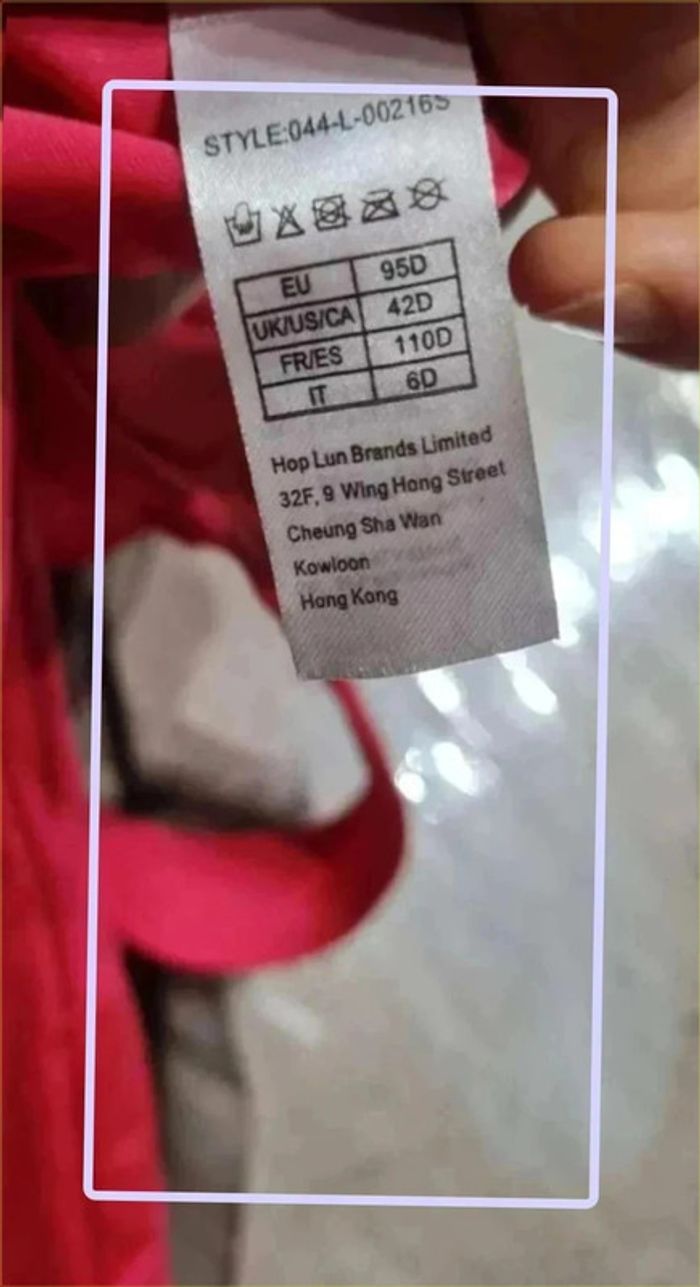 STYLE:044-L-00216S
EU 95D
UK/US/CA 42D
FR/ES 110D
IT 6D
Hop Lun Brands Limited
32F, 9 Wing Hong Street
Cheung Sha Wan
Kowloon
Hong Kong